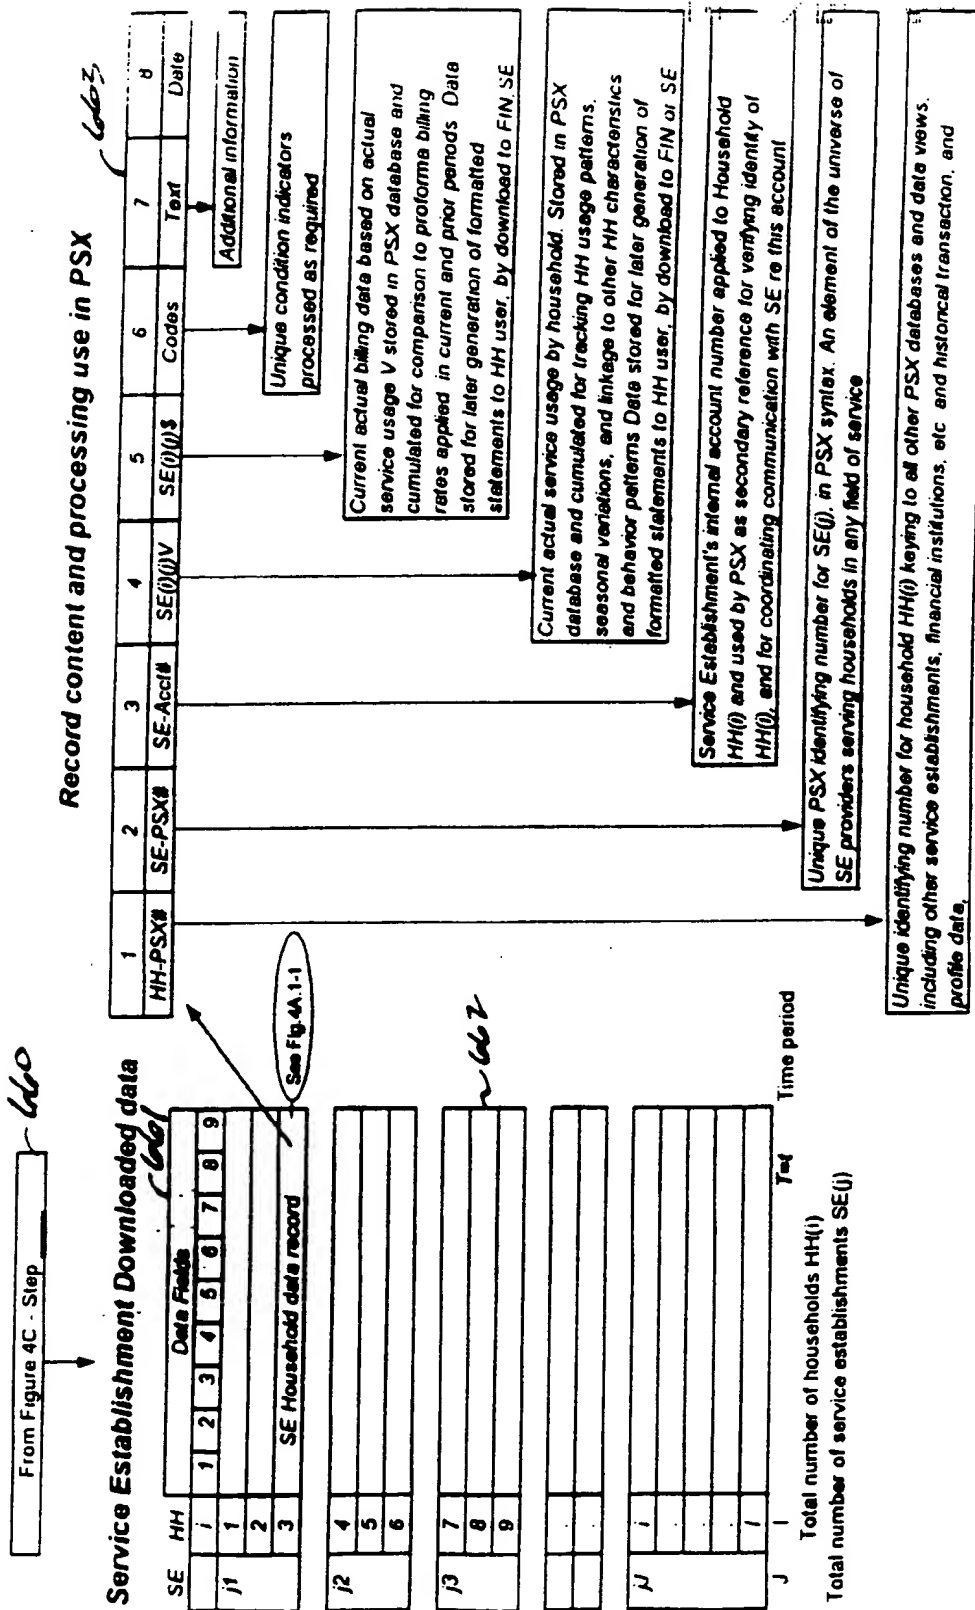 From Figure 4C - Step
660
Service Establishment Downloaded data
661
SE HH Data Fields
i 1 2 3 4 5 6 7 8 9
j1 1
2
3 SE Household data record
See Fig.4A.1-1
j2 4
5
6
j3 7
8
9
662
jJ i
I
J I Time period
Total number of households HH(i)
Total number of service establishments SE(j)
Record content and processing use in PSX
662
1 2 3 4 5 6 7 8
HH-PSX# SE-PSX# SE-Acct# SE(i)(j)V SE(i)(j)$ Codes Text Date
Additional information
Unique condition indicators
processed as required
Current actual billing data based on actual
service usage V stored in PSX database and
cumulated for comparison to proforma billing
rates applied in current and prior periods Data
stored for later generation of formatted
statements to HH user, by download to FIN, SE
Current actual service usage by household. Stored in PSX
database and cumulated for tracking HH usage patterns,
seasonal variations, and linkage to other HH characteristics
and behavior patterns Data stored for later generation of
formatted statements to HH user, by download to FIN or SE
Service Establishment's internal account number applied to Household
HH(i) and used by PSX as secondary reference for verifying identity of
HH(i), and for coordinating communication with SE re this account
Unique PSX identifying number for SE(j), in PSX syntax. An element of the universe of
SE providers serving households in any field of service
Unique identifying number for household HH(i) keying to all other PSX databases and data views,
including other service establishments, financial institutions, etc and historical transaction, and
profile data,